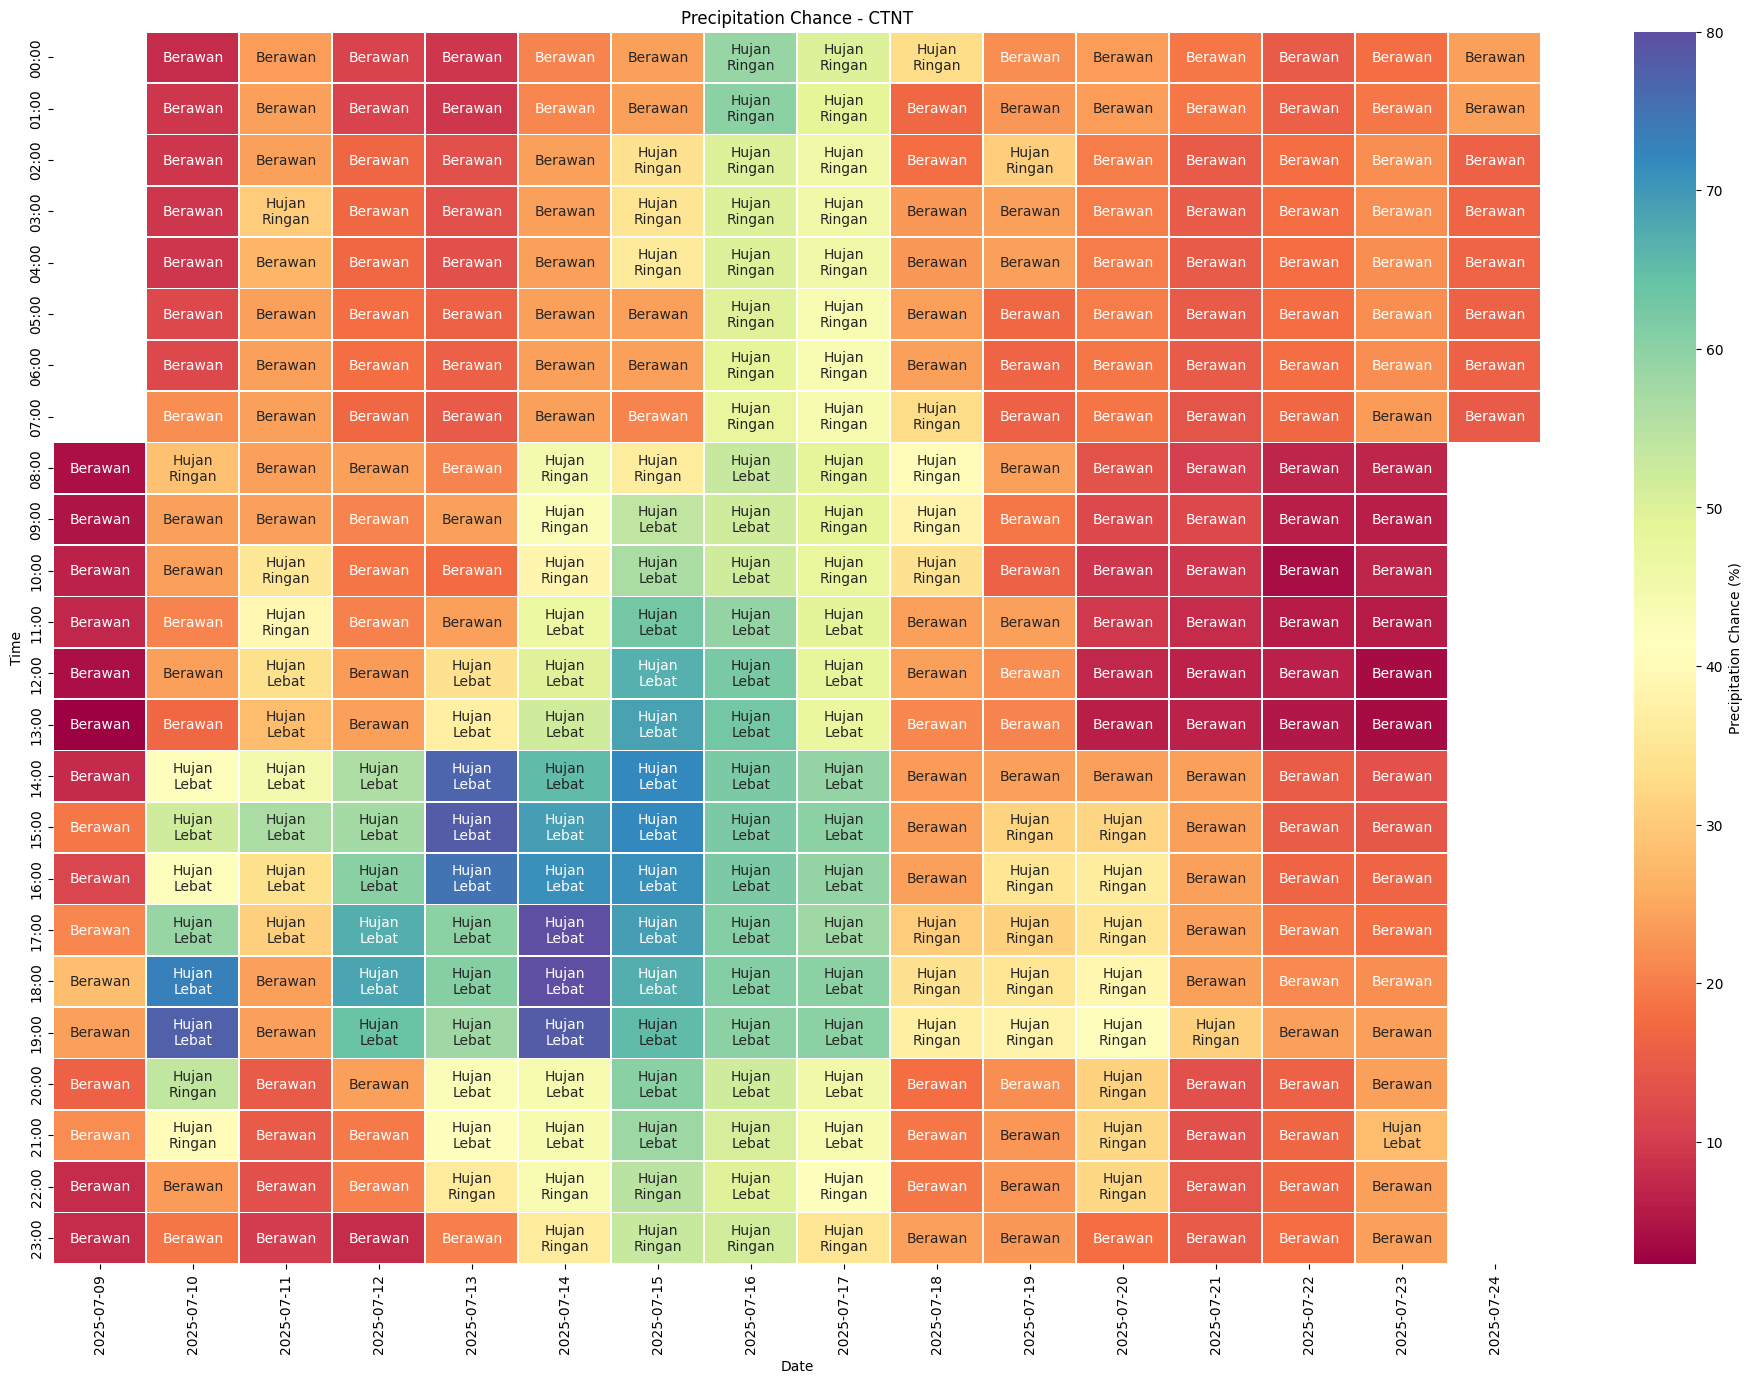 Precipitation Chance - CTNT
00:00 Berawan Berawan Berawan Berawan Berawan Berawan Hujan Ringan Hujan Ringan Hujan Ringan Berawan Berawan Berawan Berawan Berawan Berawan
01:00 Berawan Berawan Berawan Berawan Berawan Berawan Hujan Ringan Hujan Ringan Berawan Berawan Berawan Berawan Berawan Berawan Berawan
02:00 Berawan Berawan Berawan Berawan Berawan Hujan Ringan Hujan Ringan Hujan Ringan Berawan Hujan Ringan Berawan Berawan Berawan Berawan Berawan
03:00 Berawan Hujan Ringan Berawan Berawan Berawan Hujan Ringan Hujan Ringan Hujan Ringan Berawan Berawan Berawan Berawan Berawan Berawan Berawan
04:00 Berawan Berawan Berawan Berawan Berawan Hujan Ringan Hujan Ringan Hujan Ringan Berawan Berawan Berawan Berawan Berawan Berawan Berawan
05:00 Berawan Berawan Berawan Berawan Berawan Berawan Hujan Ringan Hujan Ringan Berawan Berawan Berawan Berawan Berawan Berawan Berawan
06:00 Berawan Berawan Berawan Berawan Berawan Berawan Hujan Ringan Hujan Ringan Berawan Berawan Berawan Berawan Berawan Berawan Berawan
07:00 Berawan Berawan Berawan Berawan Berawan Berawan Hujan Ringan Hujan Ringan Hujan Ringan Berawan Berawan Berawan Berawan Berawan Berawan
08:00 Berawan Hujan Ringan Berawan Berawan Berawan Hujan Ringan Hujan Ringan Hujan Lebat Hujan Ringan Hujan Ringan Berawan Berawan Berawan Berawan Berawan
09:00 Berawan Berawan Berawan Berawan Berawan Hujan Ringan Hujan Lebat Hujan Lebat Hujan Ringan Hujan Ringan Berawan Berawan Berawan Berawan Berawan
10:00 Berawan Berawan Hujan Ringan Berawan Berawan Hujan Ringan Hujan Lebat Hujan Lebat Hujan Ringan Hujan Ringan Berawan Berawan Berawan Berawan Berawan
11:00 Berawan Berawan Hujan Ringan Berawan Berawan Hujan Lebat Hujan Lebat Hujan Lebat Hujan Lebat Berawan Berawan Berawan Berawan Berawan Berawan
12:00 Berawan Berawan Hujan Lebat Berawan Hujan Lebat Hujan Lebat Hujan Lebat Hujan Lebat Hujan Lebat Berawan Berawan Berawan Berawan Berawan Berawan
13:00 Berawan Berawan Hujan Lebat Berawan Hujan Lebat Hujan Lebat Hujan Lebat Hujan Lebat Hujan Lebat Berawan Berawan Berawan Berawan Berawan Berawan
14:00 Berawan Hujan Lebat Hujan Lebat Hujan Lebat Hujan Lebat Hujan Lebat Hujan Lebat Hujan Lebat Hujan Lebat Berawan Berawan Berawan Berawan Berawan Berawan
15:00 Berawan Hujan Lebat Hujan Lebat Hujan Lebat Hujan Lebat Hujan Lebat Hujan Lebat Hujan Lebat Hujan Lebat Berawan Hujan Ringan Hujan Ringan Berawan Berawan Berawan
16:00 Berawan Hujan Lebat Hujan Lebat Hujan Lebat Hujan Lebat Hujan Lebat Hujan Lebat Hujan Lebat Hujan Lebat Berawan Hujan Ringan Hujan Ringan Berawan Berawan Berawan
17:00 Berawan Hujan Lebat Hujan Lebat Hujan Lebat Hujan Lebat Hujan Lebat Hujan Lebat Hujan Lebat Hujan Lebat Hujan Ringan Hujan Ringan Hujan Ringan Berawan Berawan Berawan
18:00 Berawan Hujan Lebat Berawan Hujan Lebat Hujan Lebat Hujan Lebat Hujan Lebat Hujan Lebat Hujan Lebat Hujan Ringan Hujan Ringan Hujan Ringan Berawan Berawan Berawan
19:00 Berawan Hujan Lebat Berawan Hujan Lebat Hujan Lebat Hujan Lebat Hujan Lebat Hujan Lebat Hujan Lebat Hujan Ringan Hujan Ringan Hujan Ringan Hujan Ringan Berawan Berawan
20:00 Berawan Hujan Ringan Berawan Berawan Hujan Lebat Hujan Lebat Hujan Lebat Hujan Lebat Hujan Lebat Berawan Berawan Hujan Ringan Berawan Berawan Berawan
21:00 Berawan Hujan Ringan Berawan Berawan Hujan Lebat Hujan Lebat Hujan Lebat Hujan Lebat Hujan Lebat Berawan Berawan Hujan Ringan Berawan Berawan Hujan Lebat
22:00 Berawan Berawan Berawan Berawan Hujan Ringan Hujan Ringan Hujan Ringan Hujan Lebat Hujan Ringan Berawan Berawan Hujan Ringan Berawan Berawan Berawan
23:00 Berawan Berawan Berawan Berawan Berawan Hujan Ringan Hujan Ringan Hujan Ringan Hujan Ringan Berawan Berawan Berawan Berawan Berawan Berawan
Time
2025-07-09 2025-07-10 2025-07-11 2025-07-12 2025-07-13 2025-07-14 2025-07-15 2025-07-16 2025-07-17 2025-07-18 2025-07-19 2025-07-20 2025-07-21 2025-07-22 2025-07-23 2025-07-24
Date
80
70
60
50
40
30
20
10
Precipitation Chance (%)